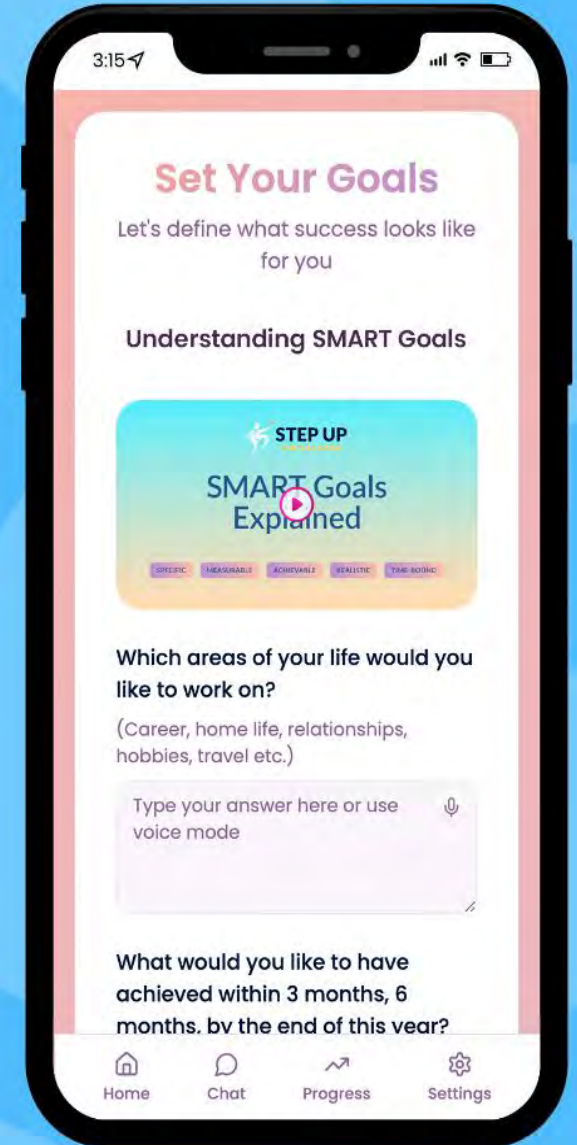 3:15
Set Your Goals
Let's define what success looks like
for you
Understanding SMART Goals
STEP UP
SMART Goals
Explained
SPECIFIC MEASURABLE ACHIEVABLE REALISTIC TIME-BOUND
Which areas of your life would you
like to work on?
(Career, home life, relationships,
hobbies, travel etc.)
Type your answer here or use
voice mode
What would you like to have
achieved within 3 months, 6
months, by the end of this year?
Home Chat Progress Settings